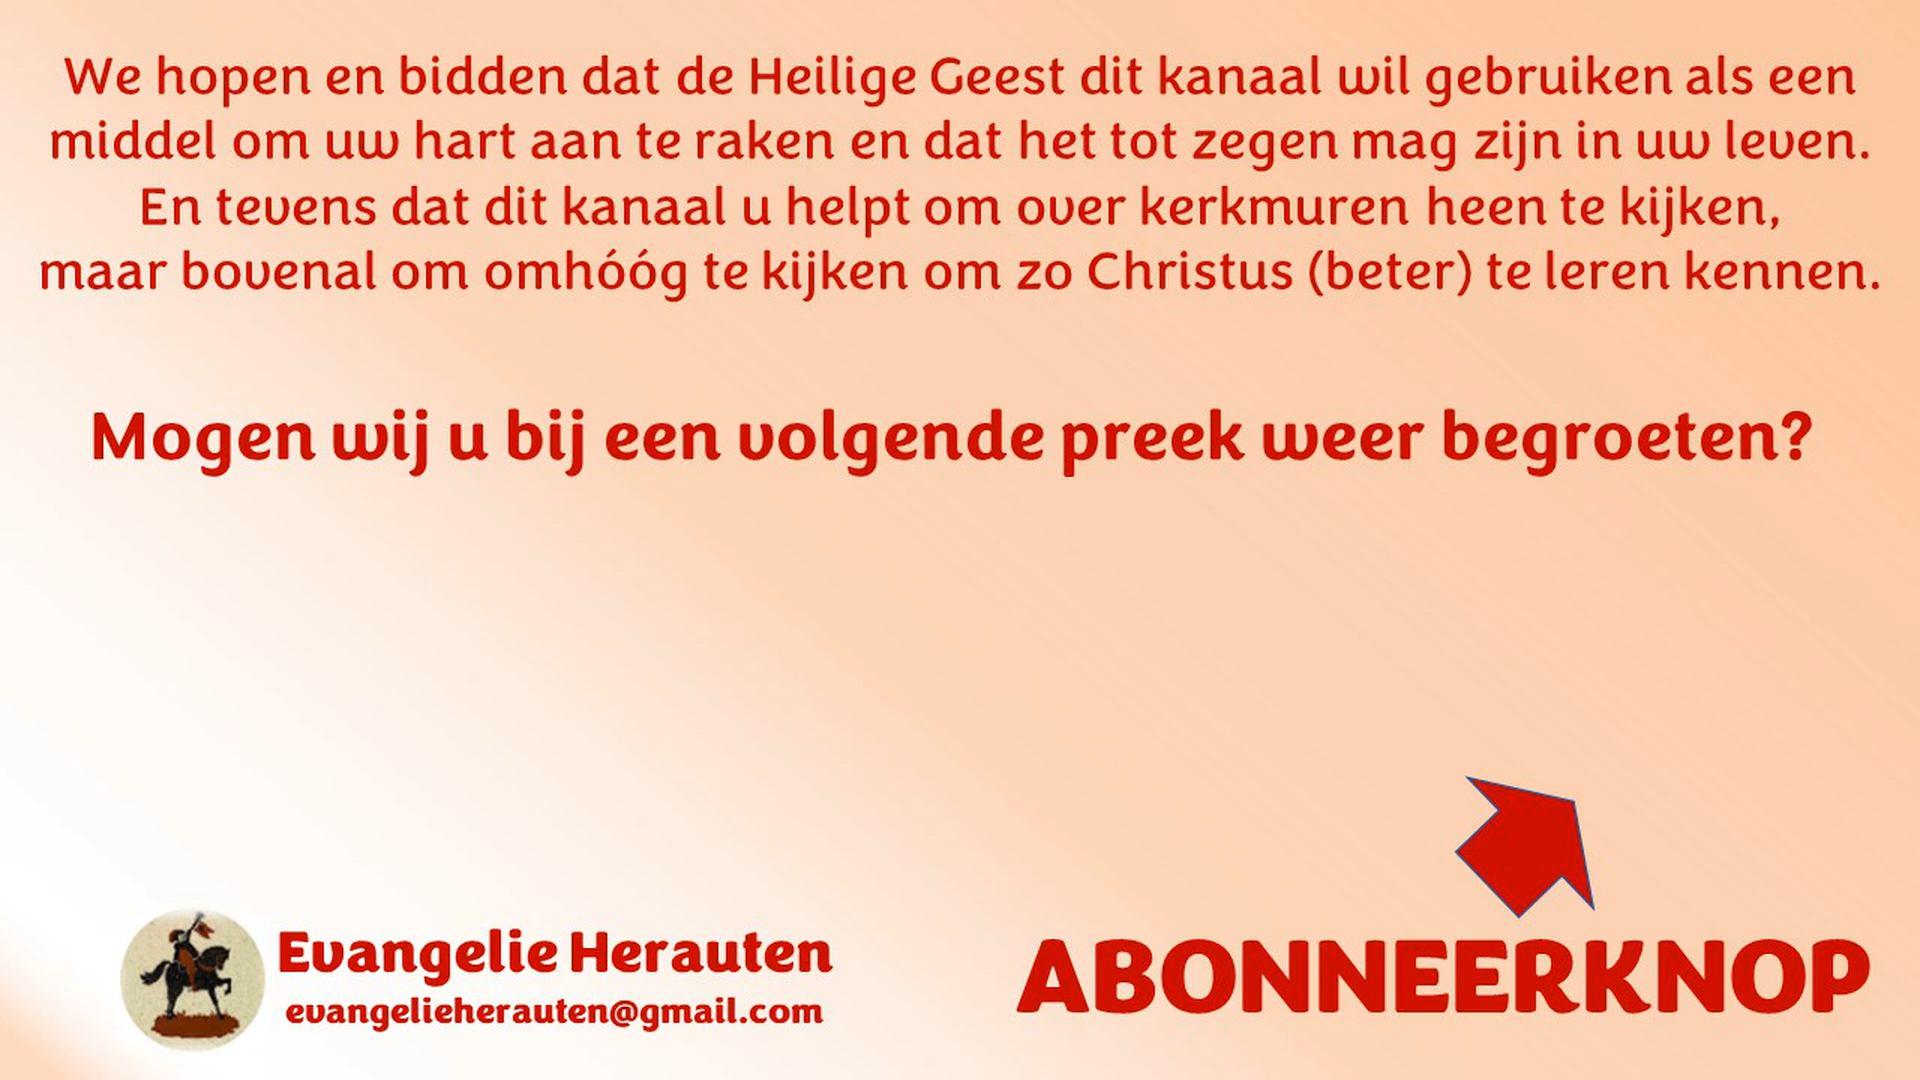 We hopen en bidden dat de Heilige Geest dit kanaal wil gebruiken als een
middel om uw hart aan te raken en dat het tot zegen mag zijn in uw leven.
En tevens dat dit kanaal u helpt om over kerkmuren heen te kijken,
maar bovenal om omhóóg te kijken om zo Christus (beter) te leren kennen.
Mogen wij u bij een volgende preek weer begroeten?
Evangelie Herauten
evangelieherauten@gmail.com
ABONNEERKNOP